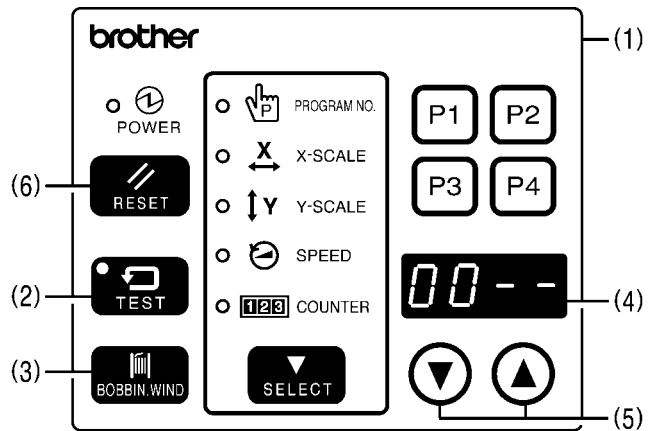 brother
(1)
POWER
P PROGRAM NO.
P1 P2
X X-SCALE
(6)
RESET
P3 P4
Y Y-SCALE
SPEED
(2)
TEST
00--
(4)
123 COUNTER
(3)
BOBBIN.WIND
SELECT
(5)